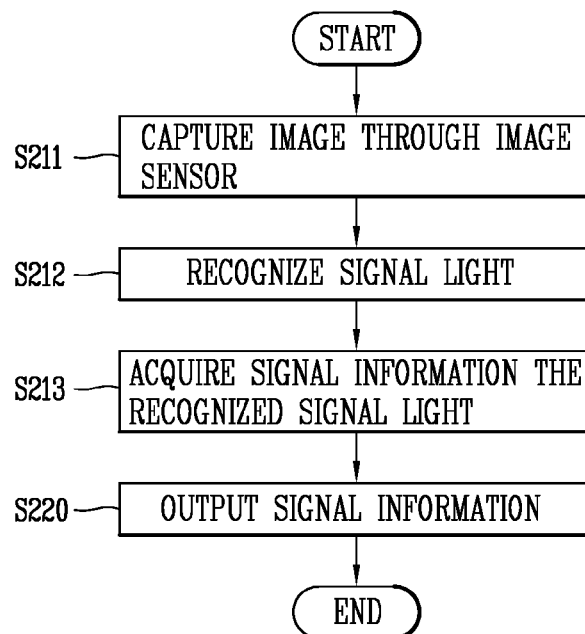 START
S211
CAPTURE IMAGE THROUGH IMAGE
SENSOR
S212
RECOGNIZE SIGNAL LIGHT
S213
ACQUIRE SIGNAL INFORMATION THE
RECOGNIZED SIGNAL LIGHT
S220
OUTPUT SIGNAL INFORMATION
END